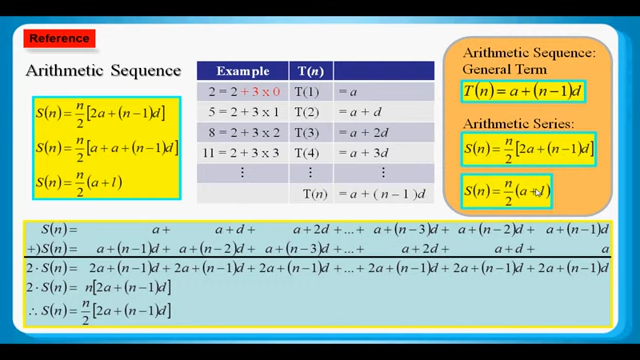 Reference
Arithmetic Sequence
S(n)= n/2 [2a+(n−1)d]
S(n)= n/2 [a+a+(n−1)d]
S(n)= n/2 (a+l)
Example T(n)
2 = 2 + 3 x 0 T(1) = a
5 = 2 + 3 x 1 T(2) = a + d
8 = 2 + 3 x 2 T(3) = a + 2d
11 = 2 + 3 x 3 T(4) = a + 3d
⋮ ⋮ ⋮
T(n) = a + ( n − 1 )d
Arithmetic Sequence:
General Term
T(n)= a+(n−1)d
Arithmetic Series:
S(n)= n/2 [2a+(n−1)d]
S(n)= n/2 (a+l)
S(n)= a+ a+d+ a+2d+...+ a+(n−3)d+ a+(n−2)d+ a+(n−1)d
+) S(n)= a+(n−1)d+ a+(n−2)d+ a+(n−3)d+...+ a+2d+ a+d+ a
2·S(n)= 2a+(n−1)d+2a+(n−1)d+2a+(n−1)d+...+2a+(n−1)d+2a+(n−1)d+2a+(n−1)d
2·S(n)= n[2a+(n−1)d]
∴ S(n)= n/2 [2a+(n−1)d]